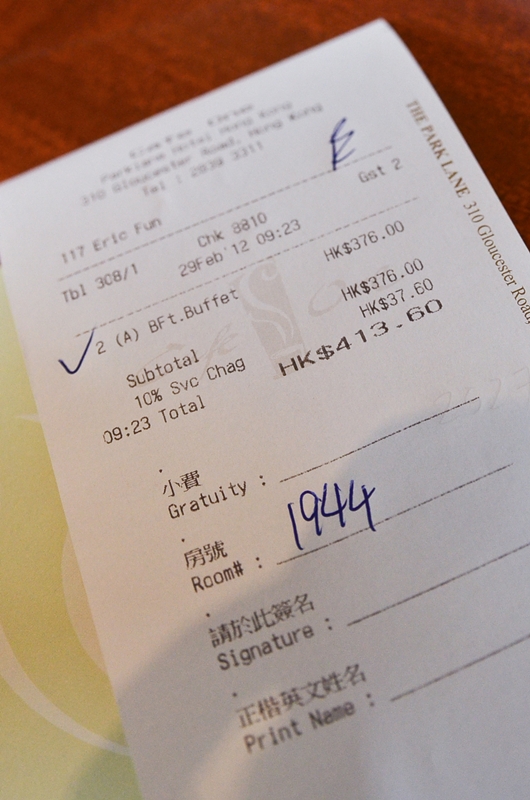 Parklane Hotel Hong Kong
310 Gloucester Road, Hong Kong
Tel : 2839 3311
117 Eric Fun
Tbl 308/1 Chk 8810 Gst 2
29Feb'12 09:23
2 (A) BFt.Buffet HK$376.00
Subtotal HK$376.00
10% Svc Chag HK$37.60
09:23 Total HK$413.60
小費
Gratuity :
房號
Room# : 1944
請於此簽名
Signature :
正楷英文姓名
Print Name :
THE PARK LANE 310 Gloucester Road,